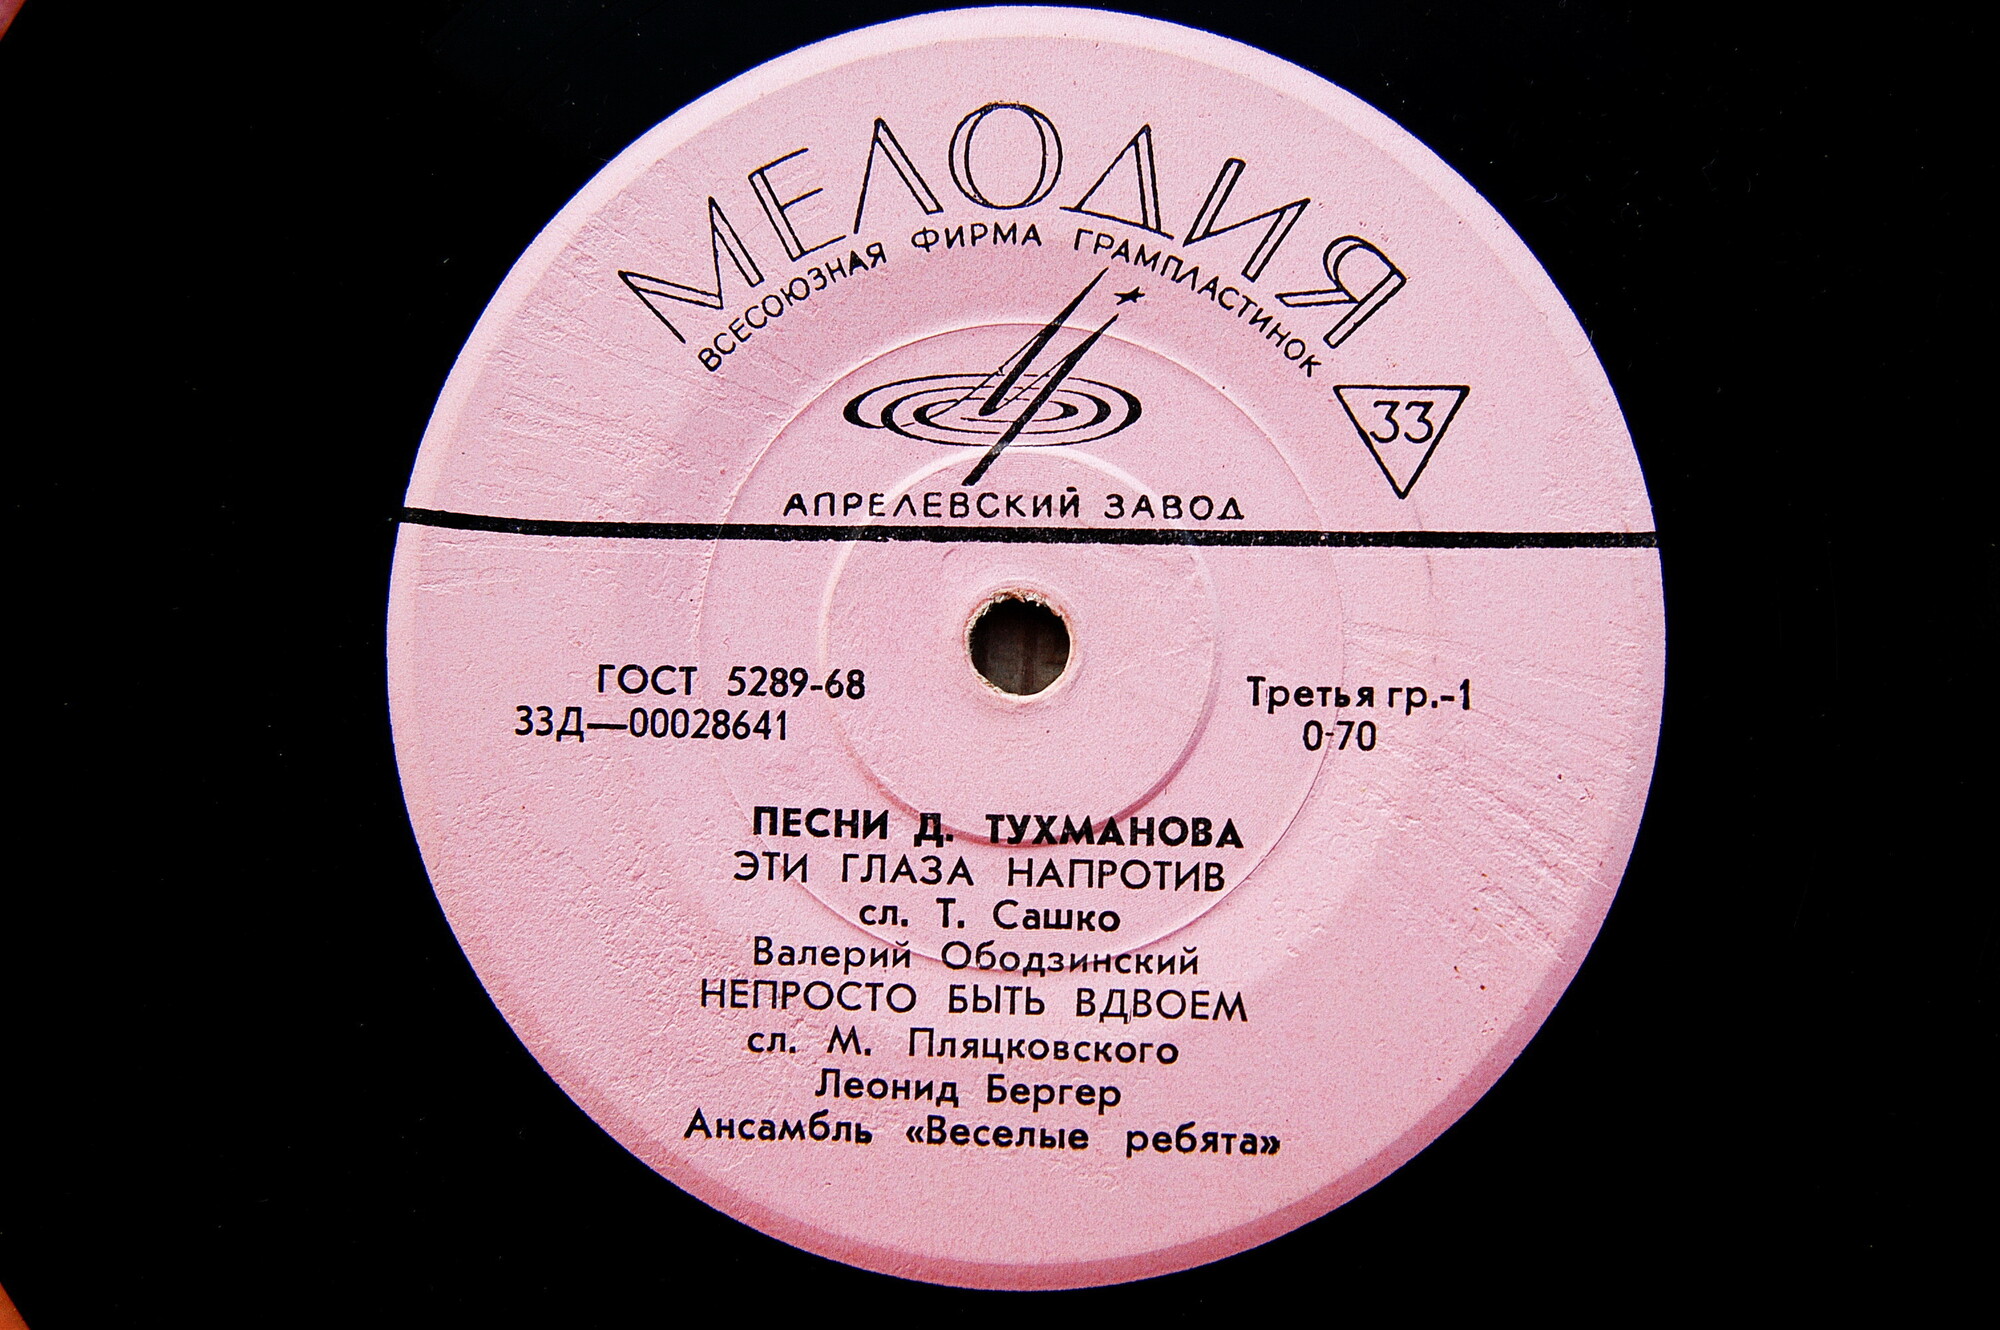 МЕЛОДИЯ
ВСЕСОЮЗНАЯ ФИРМА ГРАМПЛАСТИНОК
33
АПРЕЛЕВСКИЙ ЗАВОД
ГОСТ 5289-68
33Д—00028641
Третья гр.-1
0-70
ПЕСНИ Д. ТУХМАНОВА
ЭТИ ГЛАЗА НАПРОТИВ
сл. Т. Сашко
Валерий Ободзинский
НЕПРОСТО БЫТЬ ВДВОЕМ
сл. М. Пляцковского
Леонид Бергер
Ансамбль «Веселые ребята»